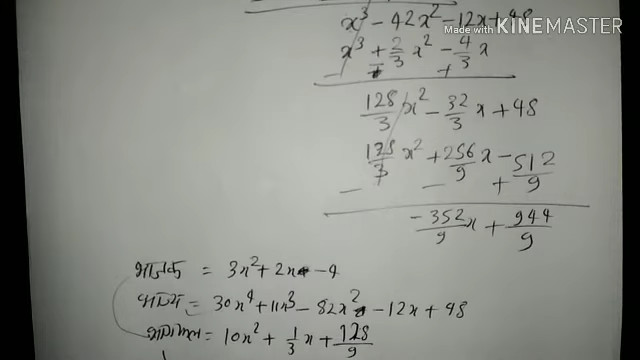 x³ - 42x² - 12x + 48
Made with KINEMASTER
x³ + 2/3 x² - 4/3 x
128/3 x² - 32/3 x + 48
128/3 x² + 256/9 x - 512/9
- 352/9 x + 944/9
ভাজক = 3x² + 2x - 4
ভাজ্য = 30x⁴ + 11x³ - 82x² - 12x + 48
ভাগফল = 10x² + 1/3 x + 128/9